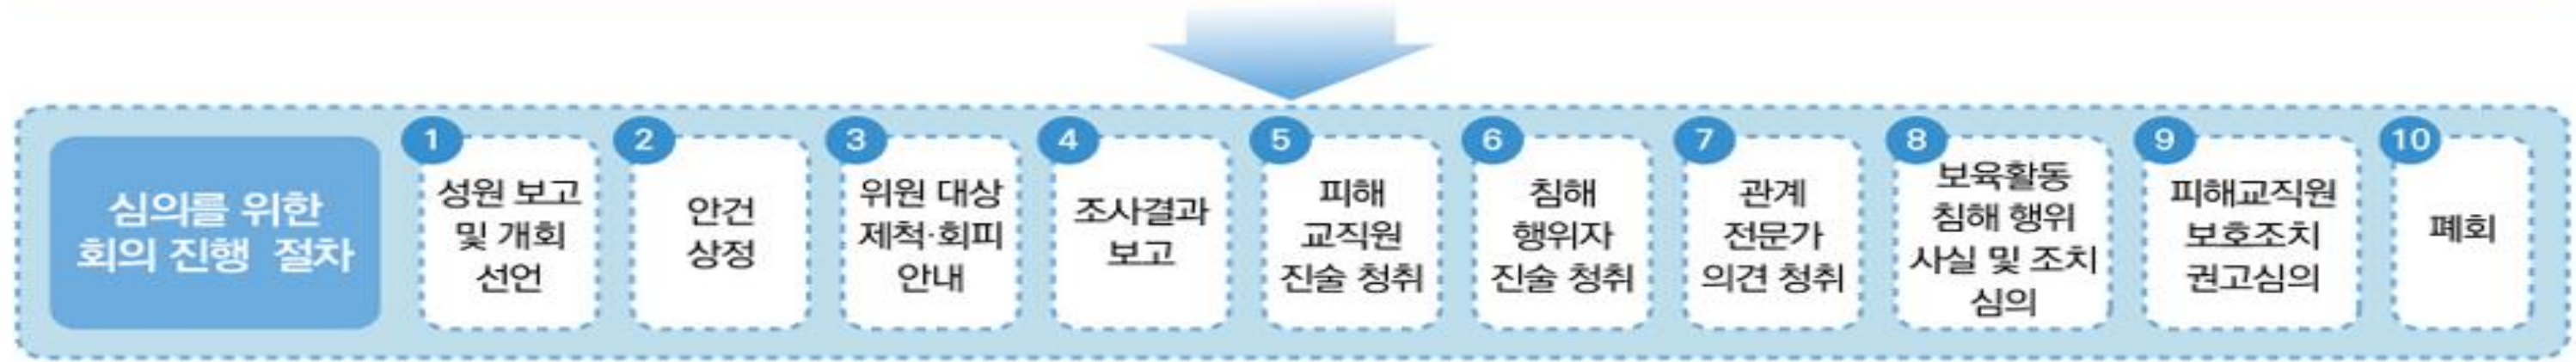 심의를 위한
회의 진행 절차
1
성원 보고
및 개회
선언
2
안건
상정
3
위원 대상
제척·회피
안내
4
조사결과
보고
5
피해
교직원
진술 청취
6
침해
행위자
진술 청취
7
관계
전문가
의견 청취
8
보육활동
침해 행위
사실 및 조치
심의
9
피해교직원
보호조치
권고심의
10
폐회